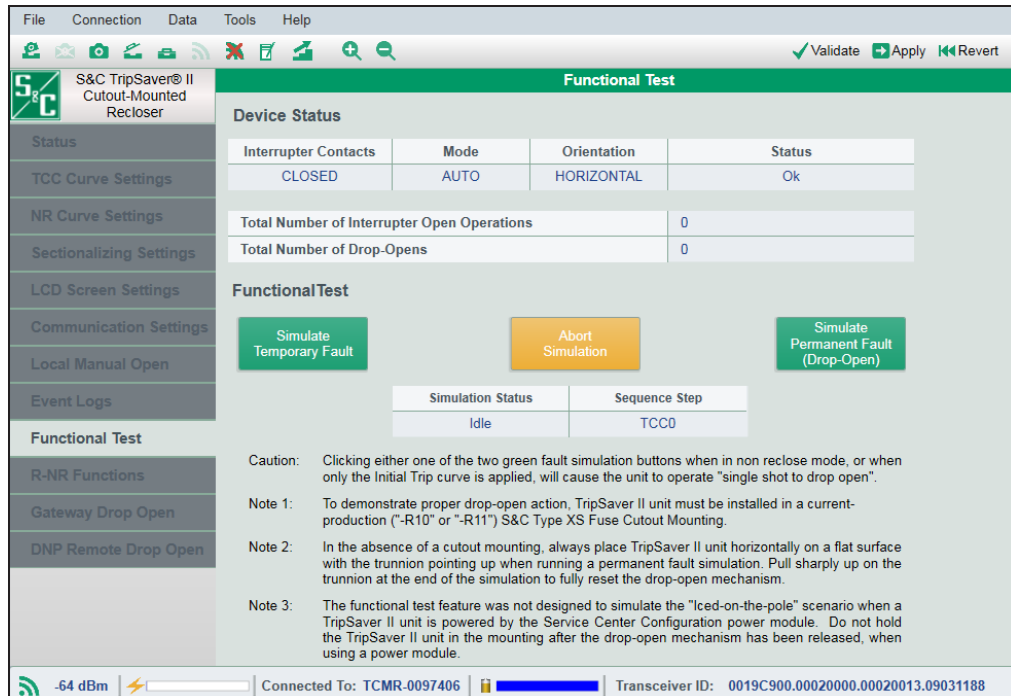 File Connection Data Tools Help
Validate Apply Revert
S&C
S&C TripSaver® II
Cutout-Mounted
Recloser
Functional Test
Status
TCC Curve Settings
NR Curve Settings
Sectionalizing Settings
LCD Screen Settings
Communication Settings
Local Manual Open
Event Logs
Functional Test
R-NR Functions
Gateway Drop Open
DNP Remote Drop Open
Device Status
Interrupter Contacts Mode Orientation Status
CLOSED AUTO HORIZONTAL Ok
Total Number of Interrupter Open Operations 0
Total Number of Drop-Opens 0
FunctionalTest
Simulate
Temporary Fault
Abort
Simulation
Simulate
Permanent Fault
(Drop-Open)
Simulation Status Sequence Step
Idle TCC0
Caution: Clicking either one of the two green fault simulation buttons when in non reclose mode, or when
only the Initial Trip curve is applied, will cause the unit to operate "single shot to drop open".
Note 1: To demonstrate proper drop-open action, TripSaver II unit must be installed in a current-
production ("-R10" or "-R11") S&C Type XS Fuse Cutout Mounting.
Note 2: In the absence of a cutout mounting, always place TripSaver II unit horizontally on a flat surface
with the trunnion pointing up when running a permanent fault simulation. Pull sharply up on the
trunnion at the end of the simulation to fully reset the drop-open mechanism.
Note 3: The functional test feature was not designed to simulate the "Iced-on-the-pole" scenario when a
TripSaver II unit is powered by the Service Center Configuration power module. Do not hold
the TripSaver II unit in the mounting after the drop-open mechanism has been released, when
using a power module.
-64 dBm Connected To: TCMR-0097406 Transceiver ID: 0019C900.00020000.00020013.09031188